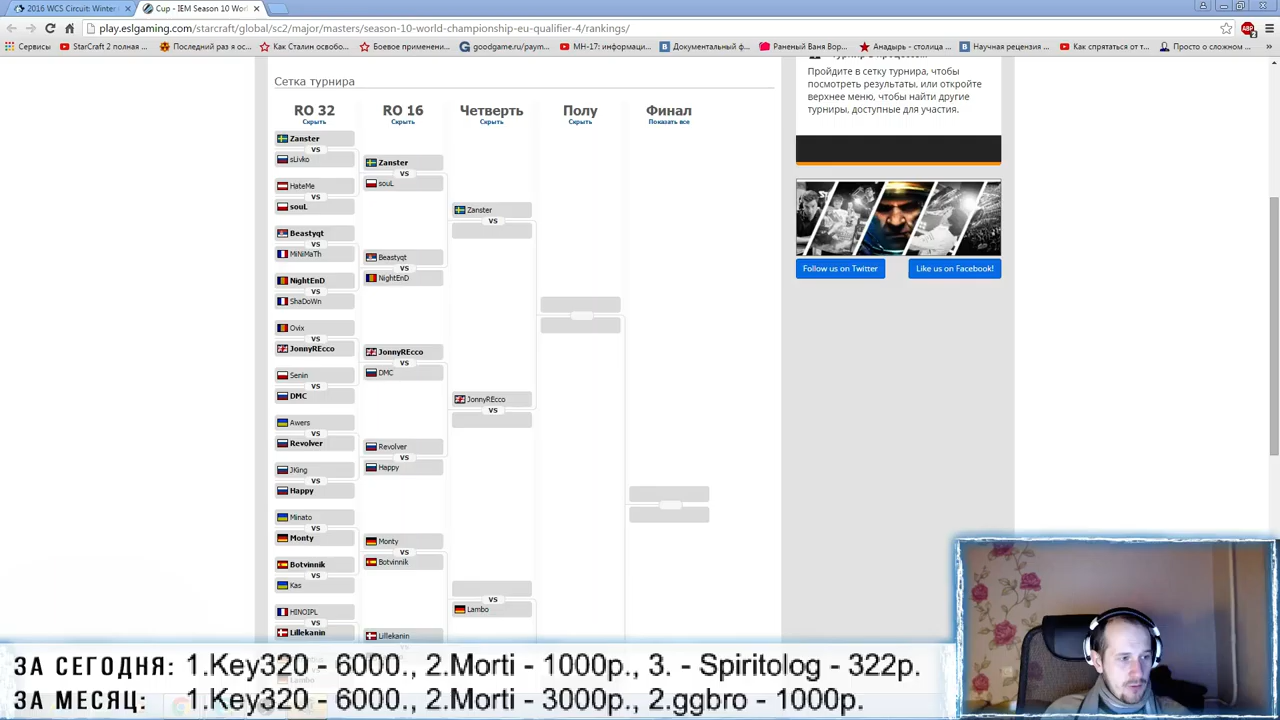 2016 WCS Circuit: Winter
Cup - IEM Season 10 Worl
play.eslgaming.com/starcraft/global/sc2/major/masters/season-10-world-championship-eu-qualifier-4/rankings/
Сервисы
StarCraft 2 полная
Последний раз я ос
Как Сталин освобо
Боевое применени
goodgame.ru/paym
МН-17: информаци
Документальный ф
Раненый Ваня Вор
Анадырь - столица
Научная рецензия
Как спрятаться от т
Просто о сложном
Пройдите в сетку турнира, чтобы
посмотреть результаты, или откройте
верхнее меню, чтобы найти другие
турниры, доступные для участия.
Follow us on Twitter
Like us on Facebook!
Сетка турнира
RO 32
Скрыть
RO 16
Скрыть
Четверть
Скрыть
Полу
Скрыть
Финал
Показать все
Zanster
VS
sLivko
HateMe
VS
souL
Beastyqt
VS
MiNiMaTh
NightEnD
VS
ShaDoWn
Ovix
VS
JonnyREcco
Senin
VS
DMC
Awers
VS
Revolver
JKing
VS
Happy
Minato
VS
Monty
Botvinnik
VS
Kas
HINOIPL
VS
Lillekanin
Lambo
Zanster
VS
souL
Beastyqt
VS
NightEnD
JonnyREcco
VS
DMC
Revolver
VS
Happy
Monty
VS
Botvinnik
Lillekanin
Zanster
VS
JonnyREcco
VS
VS
Lambo
ЗА СЕГОДНЯ: 1.Key320 - 6000., 2.Morti - 1000р., 3. - Spiritolog - 322р.
ЗА МЕСЯЦ: 1.Key320 - 6000., 2.Morti - 3000р., 2.ggbro - 1000р.